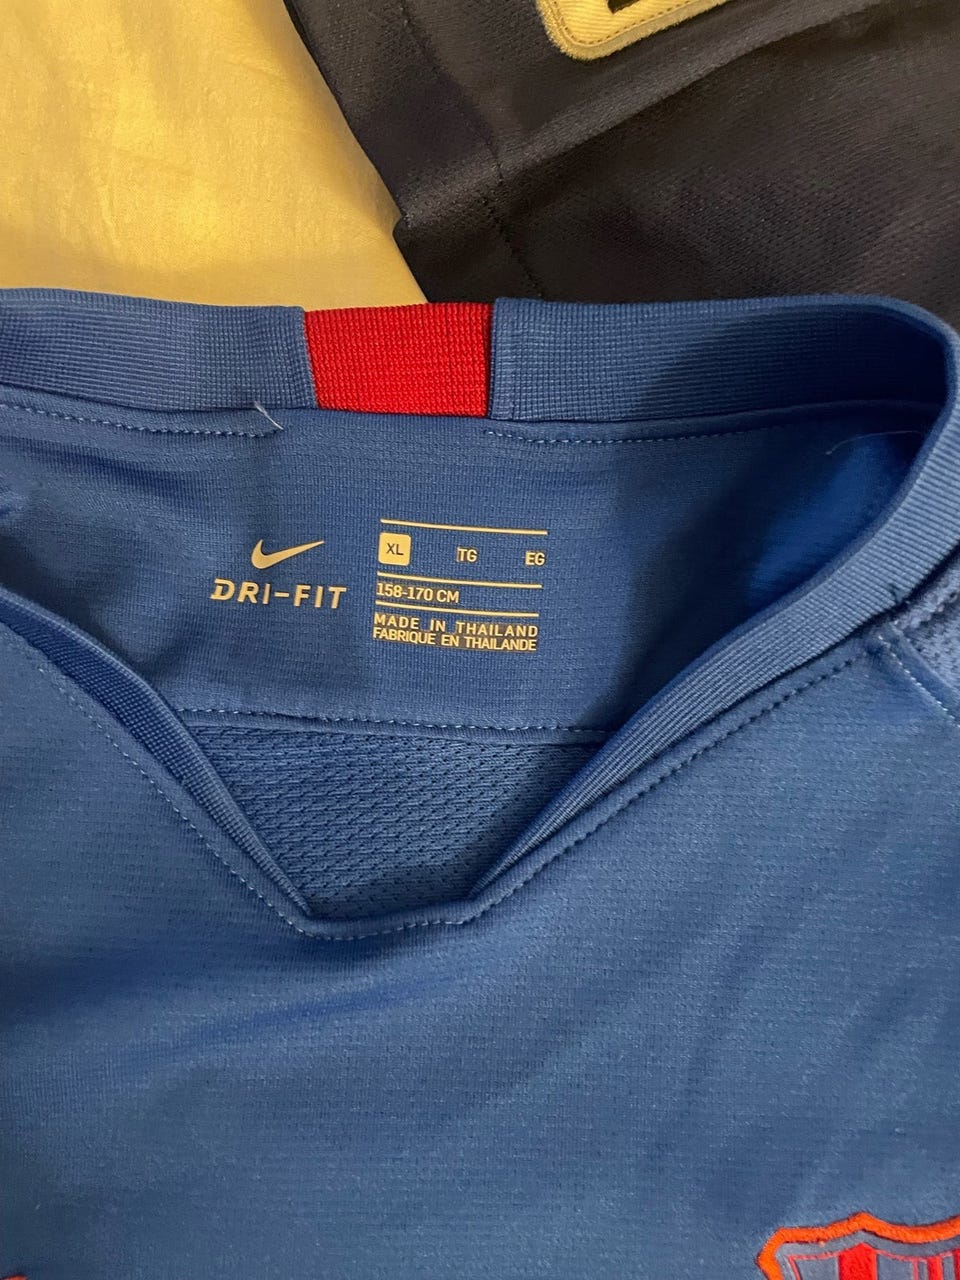 XL TG EG
DRI-FIT
158-170 CM
MADE IN THAILAND
FABRIQUE EN THAILANDE